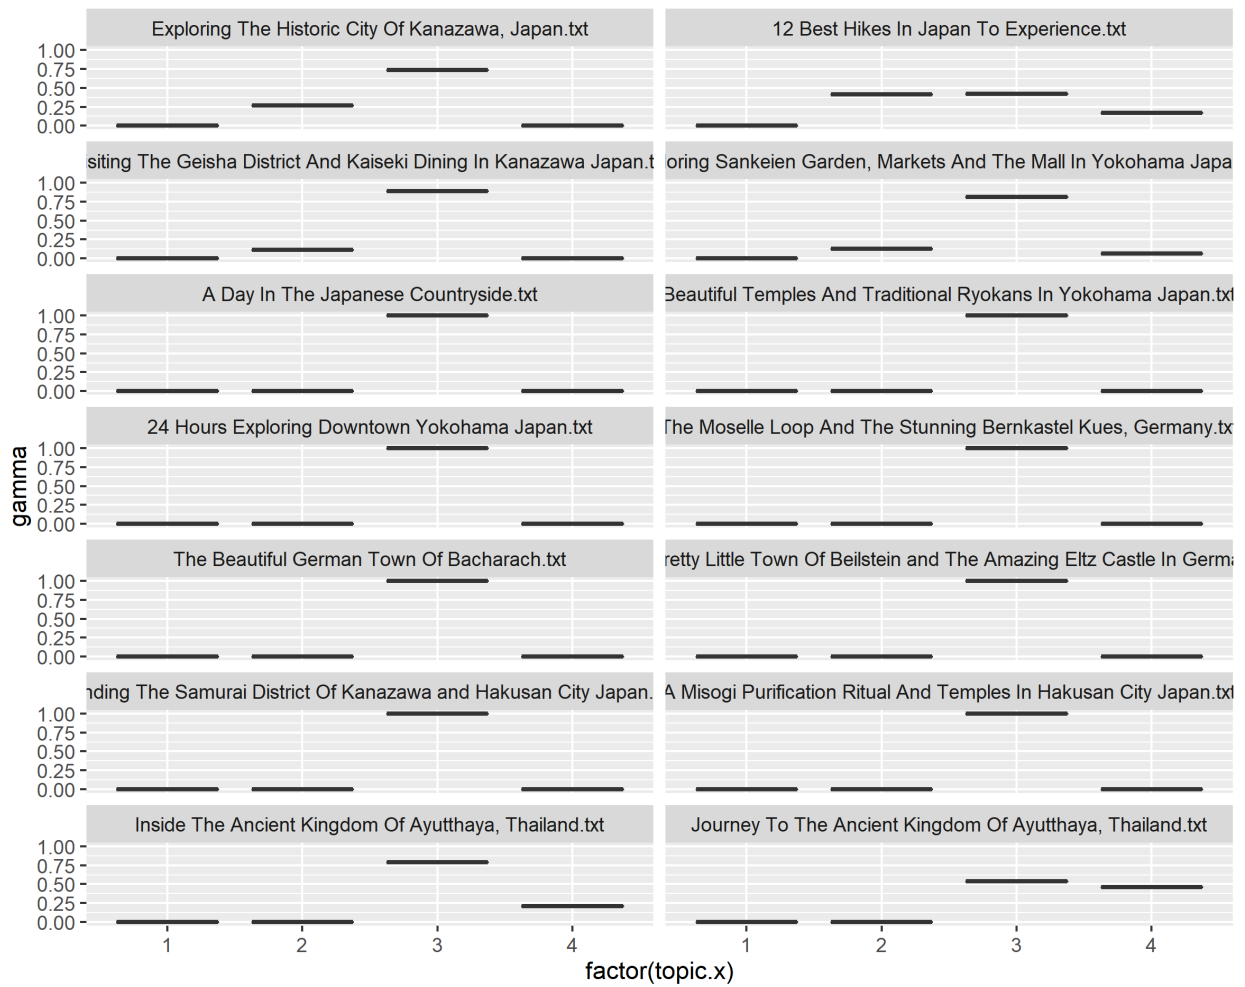 Exploring The Historic City Of Kanazawa, Japan.txt
12 Best Hikes In Japan To Experience.txt
1.00
0.75
0.50
0.25
0.00
siting The Geisha District And Kaiseki Dining In Kanazawa Japan.t
oring Sankeien Garden, Markets And The Mall In Yokohama Japa
1.00
0.75
0.50
0.25
0.00
A Day In The Japanese Countryside.txt
Beautiful Temples And Traditional Ryokans In Yokohama Japan.txt
1.00
0.75
0.50
0.25
0.00
24 Hours Exploring Downtown Yokohama Japan.txt
The Moselle Loop And The Stunning Bernkastel Kues, Germany.txt
1.00
0.75
0.50
0.25
0.00
gamma
The Beautiful German Town Of Bacharach.txt
retty Little Town Of Beilstein and The Amazing Eltz Castle In Germa
1.00
0.75
0.50
0.25
0.00
nding The Samurai District Of Kanazawa and Hakusan City Japan.
A Misogi Purification Ritual And Temples In Hakusan City Japan.txt
1.00
0.75
0.50
0.25
0.00
Inside The Ancient Kingdom Of Ayutthaya, Thailand.txt
Journey To The Ancient Kingdom Of Ayutthaya, Thailand.txt
1.00
0.75
0.50
0.25
0.00
1 2 3 4 1 2 3 4
factor(topic.x)